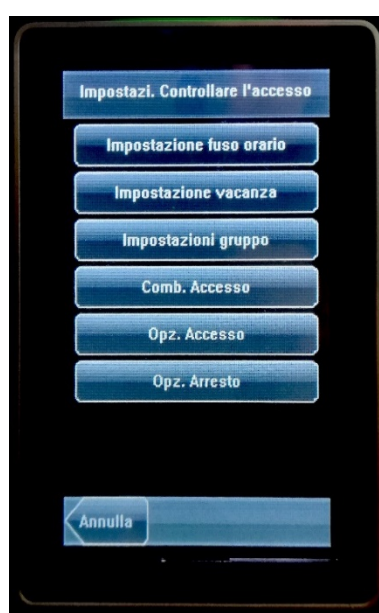 Impostazi. Controllare l'accesso
Impostazione fuso orario
Impostazione vacanza
Impostazioni gruppo
Comb. Accesso
Opz. Accesso
Opz. Arresto
Annulla